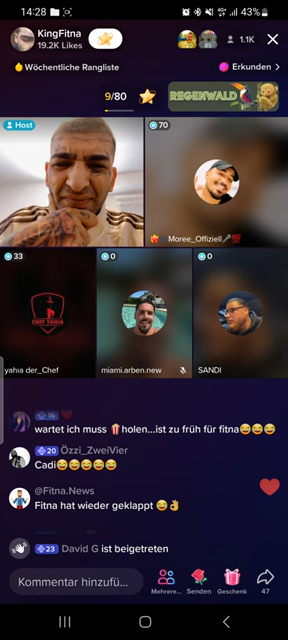 14:28
43%
KingFitna
19.2K Likes
1.1K
Wöchentliche Rangliste
Erkunden
9/80
REGENWALD
Host
70
Moree_Offiziell🎤💯
33
0
0
CHEF YAHIA
yahıa der_Chef
miami.arben.new
SANDI
16
wartet ich muss 🍿holen...ist zu früh für fitna😂😂😂
20 Özzi_ZweiVier
Cadi😂😂😂😂😂
@Fitna.News
Fitna hat wieder geklappt 😂👌
23 David G ist beigetreten
Kommentar hinzufü...
Mehrere...
Senden
Geschenk
47